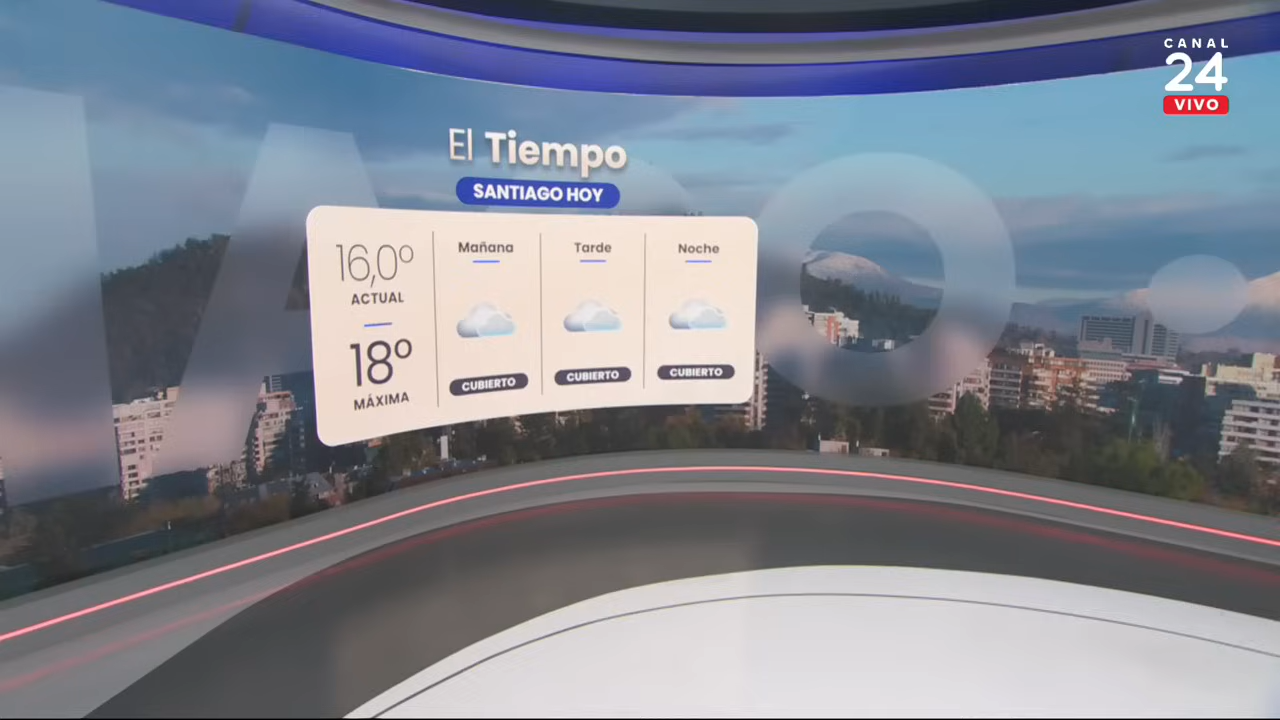 CANAL
24
VIVO
El Tiempo
SANTIAGO HOY
16,0º
ACTUAL
18º
MÁXIMA
Mañana
CUBIERTO
Tarde
CUBIERTO
Noche
CUBIERTO